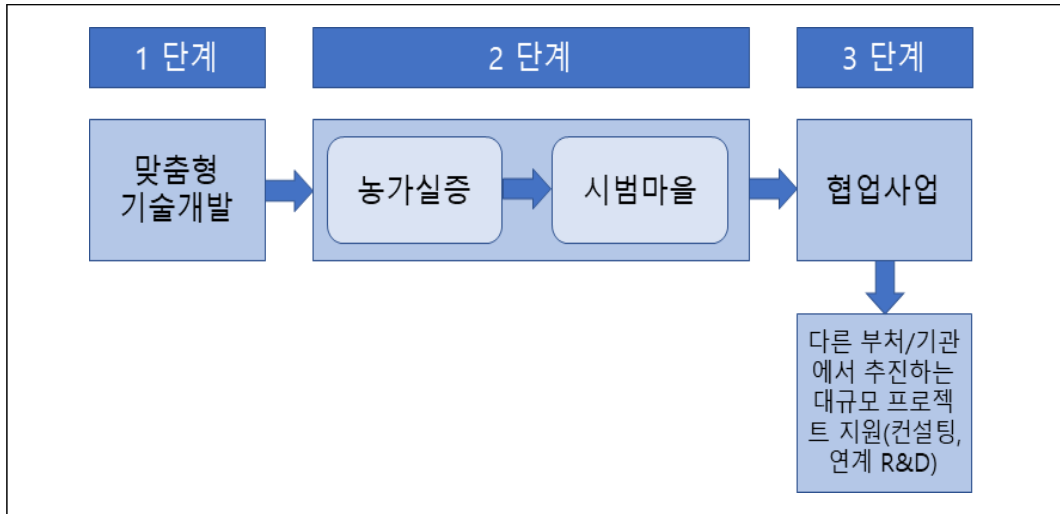 1 단계
2 단계
3 단계
맞춤형
기술개발
농가실증
시범마을
협업사업
다른 부처/기관
에서 추진하는
대규모 프로젝
트 지원(컨설팅,
연계 R&D)